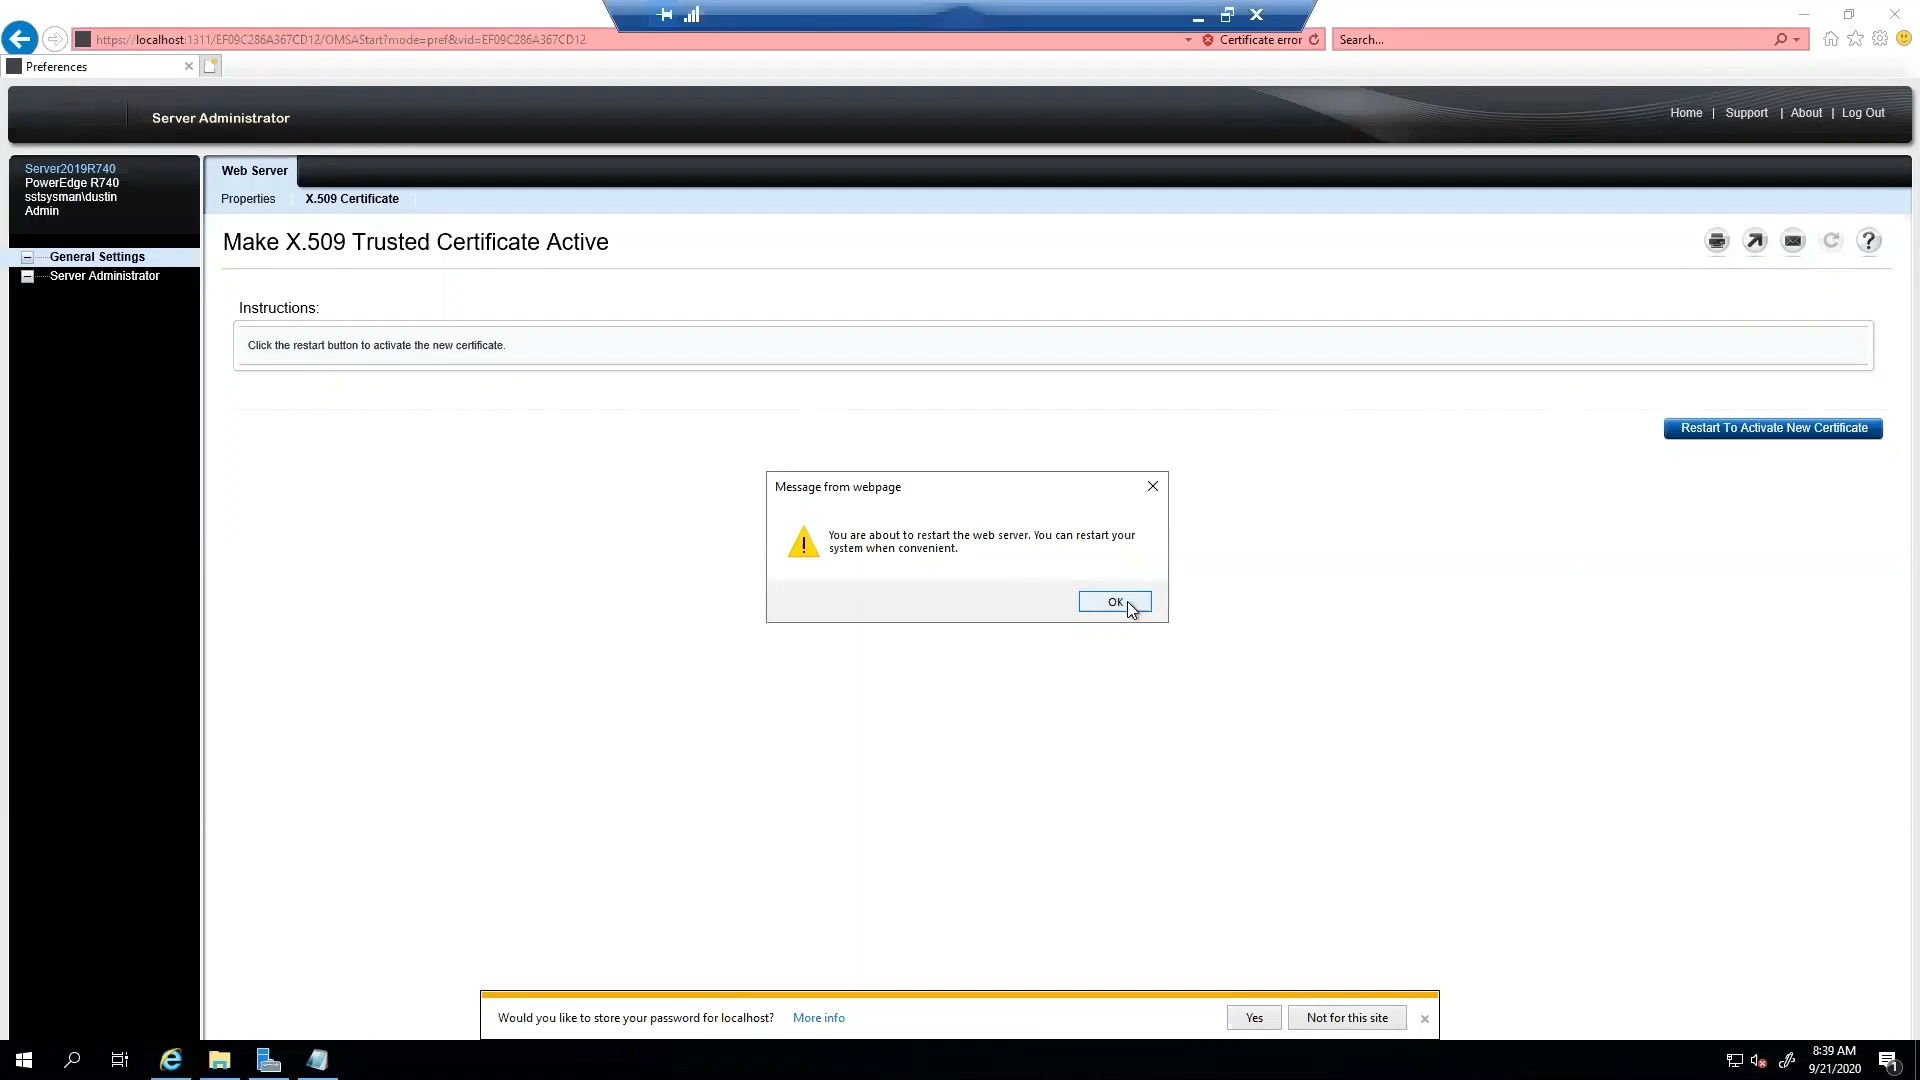 https://localhost:1311/EF09C286A367CD12/OMSAStart?mode=pref&vid=EF09C286A367CD12
Certificate error
Search...
Preferences
Server Administrator
Home | Support | About | Log Out
Server2019R740
PowerEdge R740
sstsysman\dustin
Admin
General Settings
Server Administrator
Web Server
Properties
X.509 Certificate
Make X.509 Trusted Certificate Active
Instructions:
Click the restart button to activate the new certificate.
Restart To Activate New Certificate
Message from webpage
You are about to restart the web server. You can restart your
system when convenient.
OK
Would you like to store your password for localhost?
More info
Yes
Not for this site
8:39 AM
9/21/2020
1